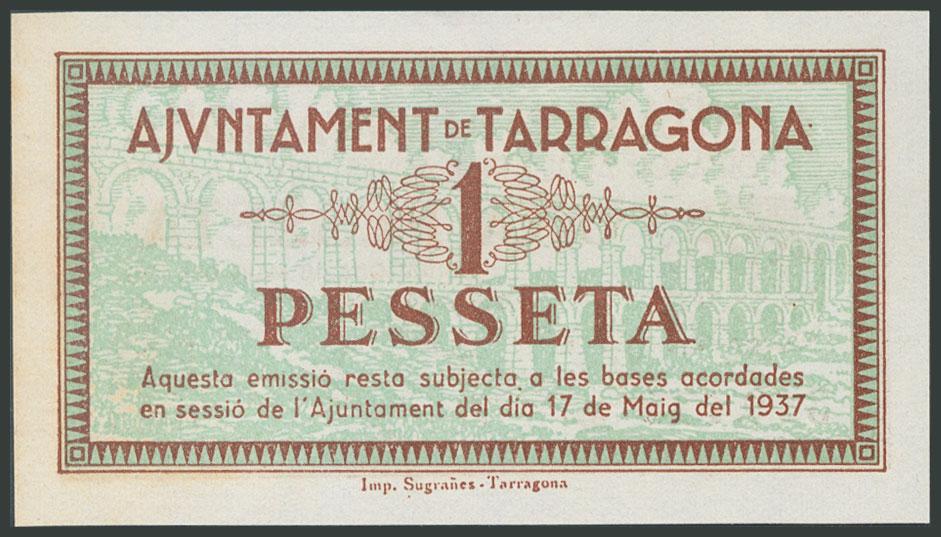 AJVNTAMENT DE TARRAGONA
1
PESSETA
Aquesta emissió resta subjecta a les bases acordades
en sessió de l'Ajuntament del día 17 de Maig del 1937
Imp. Sugrañes - Tarragona